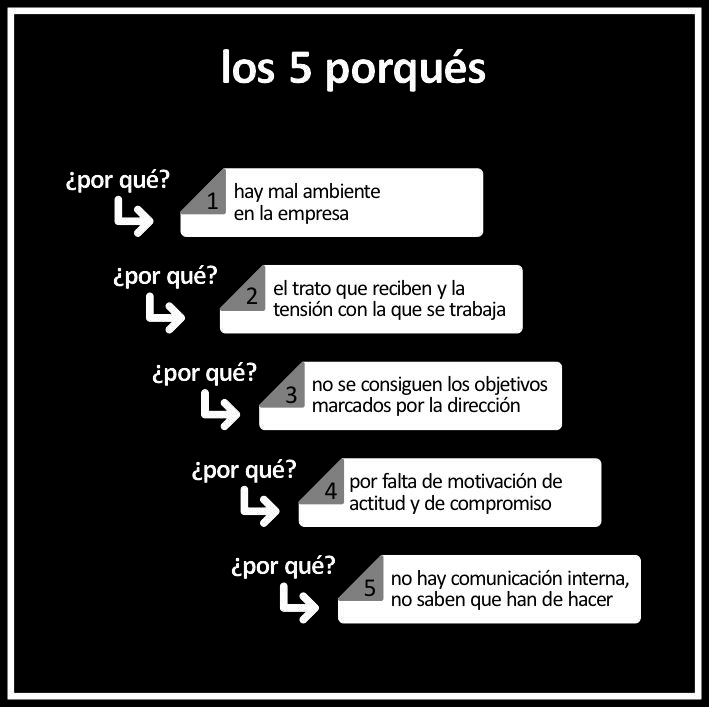 los 5 porqués
¿por qué?
1
hay mal ambiente
en la empresa
¿por qué?
2
el trato que reciben y la
tensión con la que se trabaja
¿por qué?
3
no se consiguen los objetivos
marcados por la dirección
¿por qué?
4
por falta de motivación de
actitud y de compromiso
¿por qué?
5
no hay comunicación interna,
no saben que han de hacer